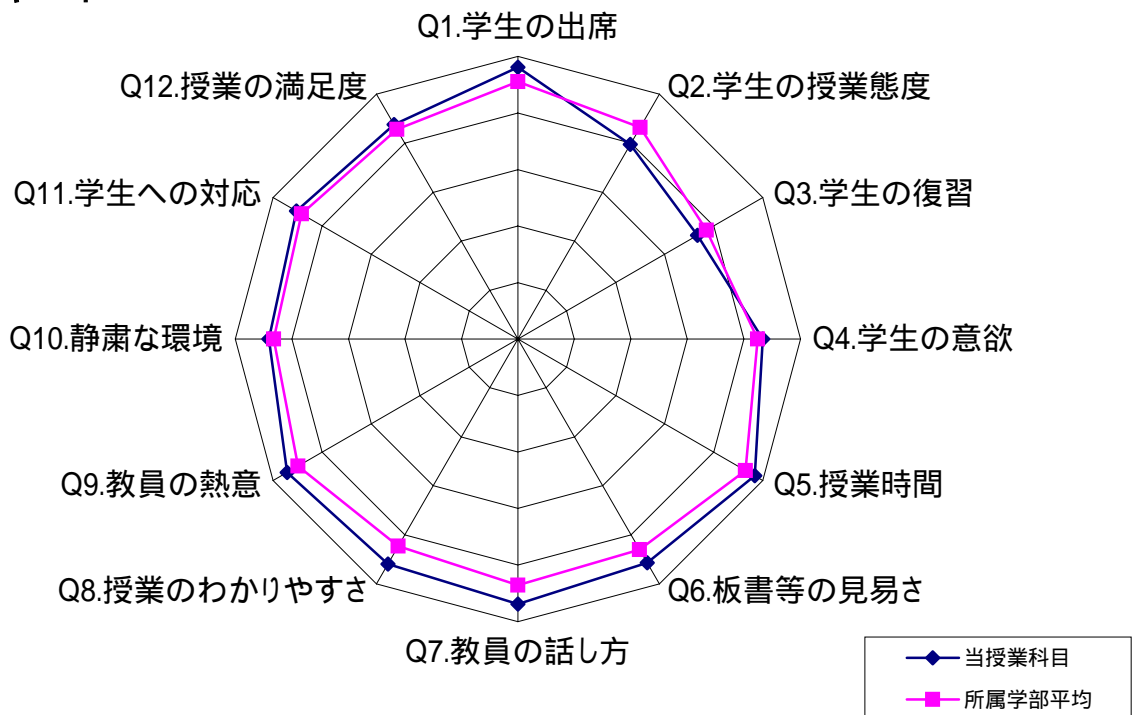 Q1.学生の出席
Q2.学生の授業態度
Q3.学生の復習
Q4.学生の意欲
Q5.授業時間
Q6.板書等の見易さ
Q7.教員の話し方
Q8.授業のわかりやすさ
Q9.教員の熱意
Q10.静粛な環境
Q11.学生への対応
Q12.授業の満足度
当授業科目
所属学部平均